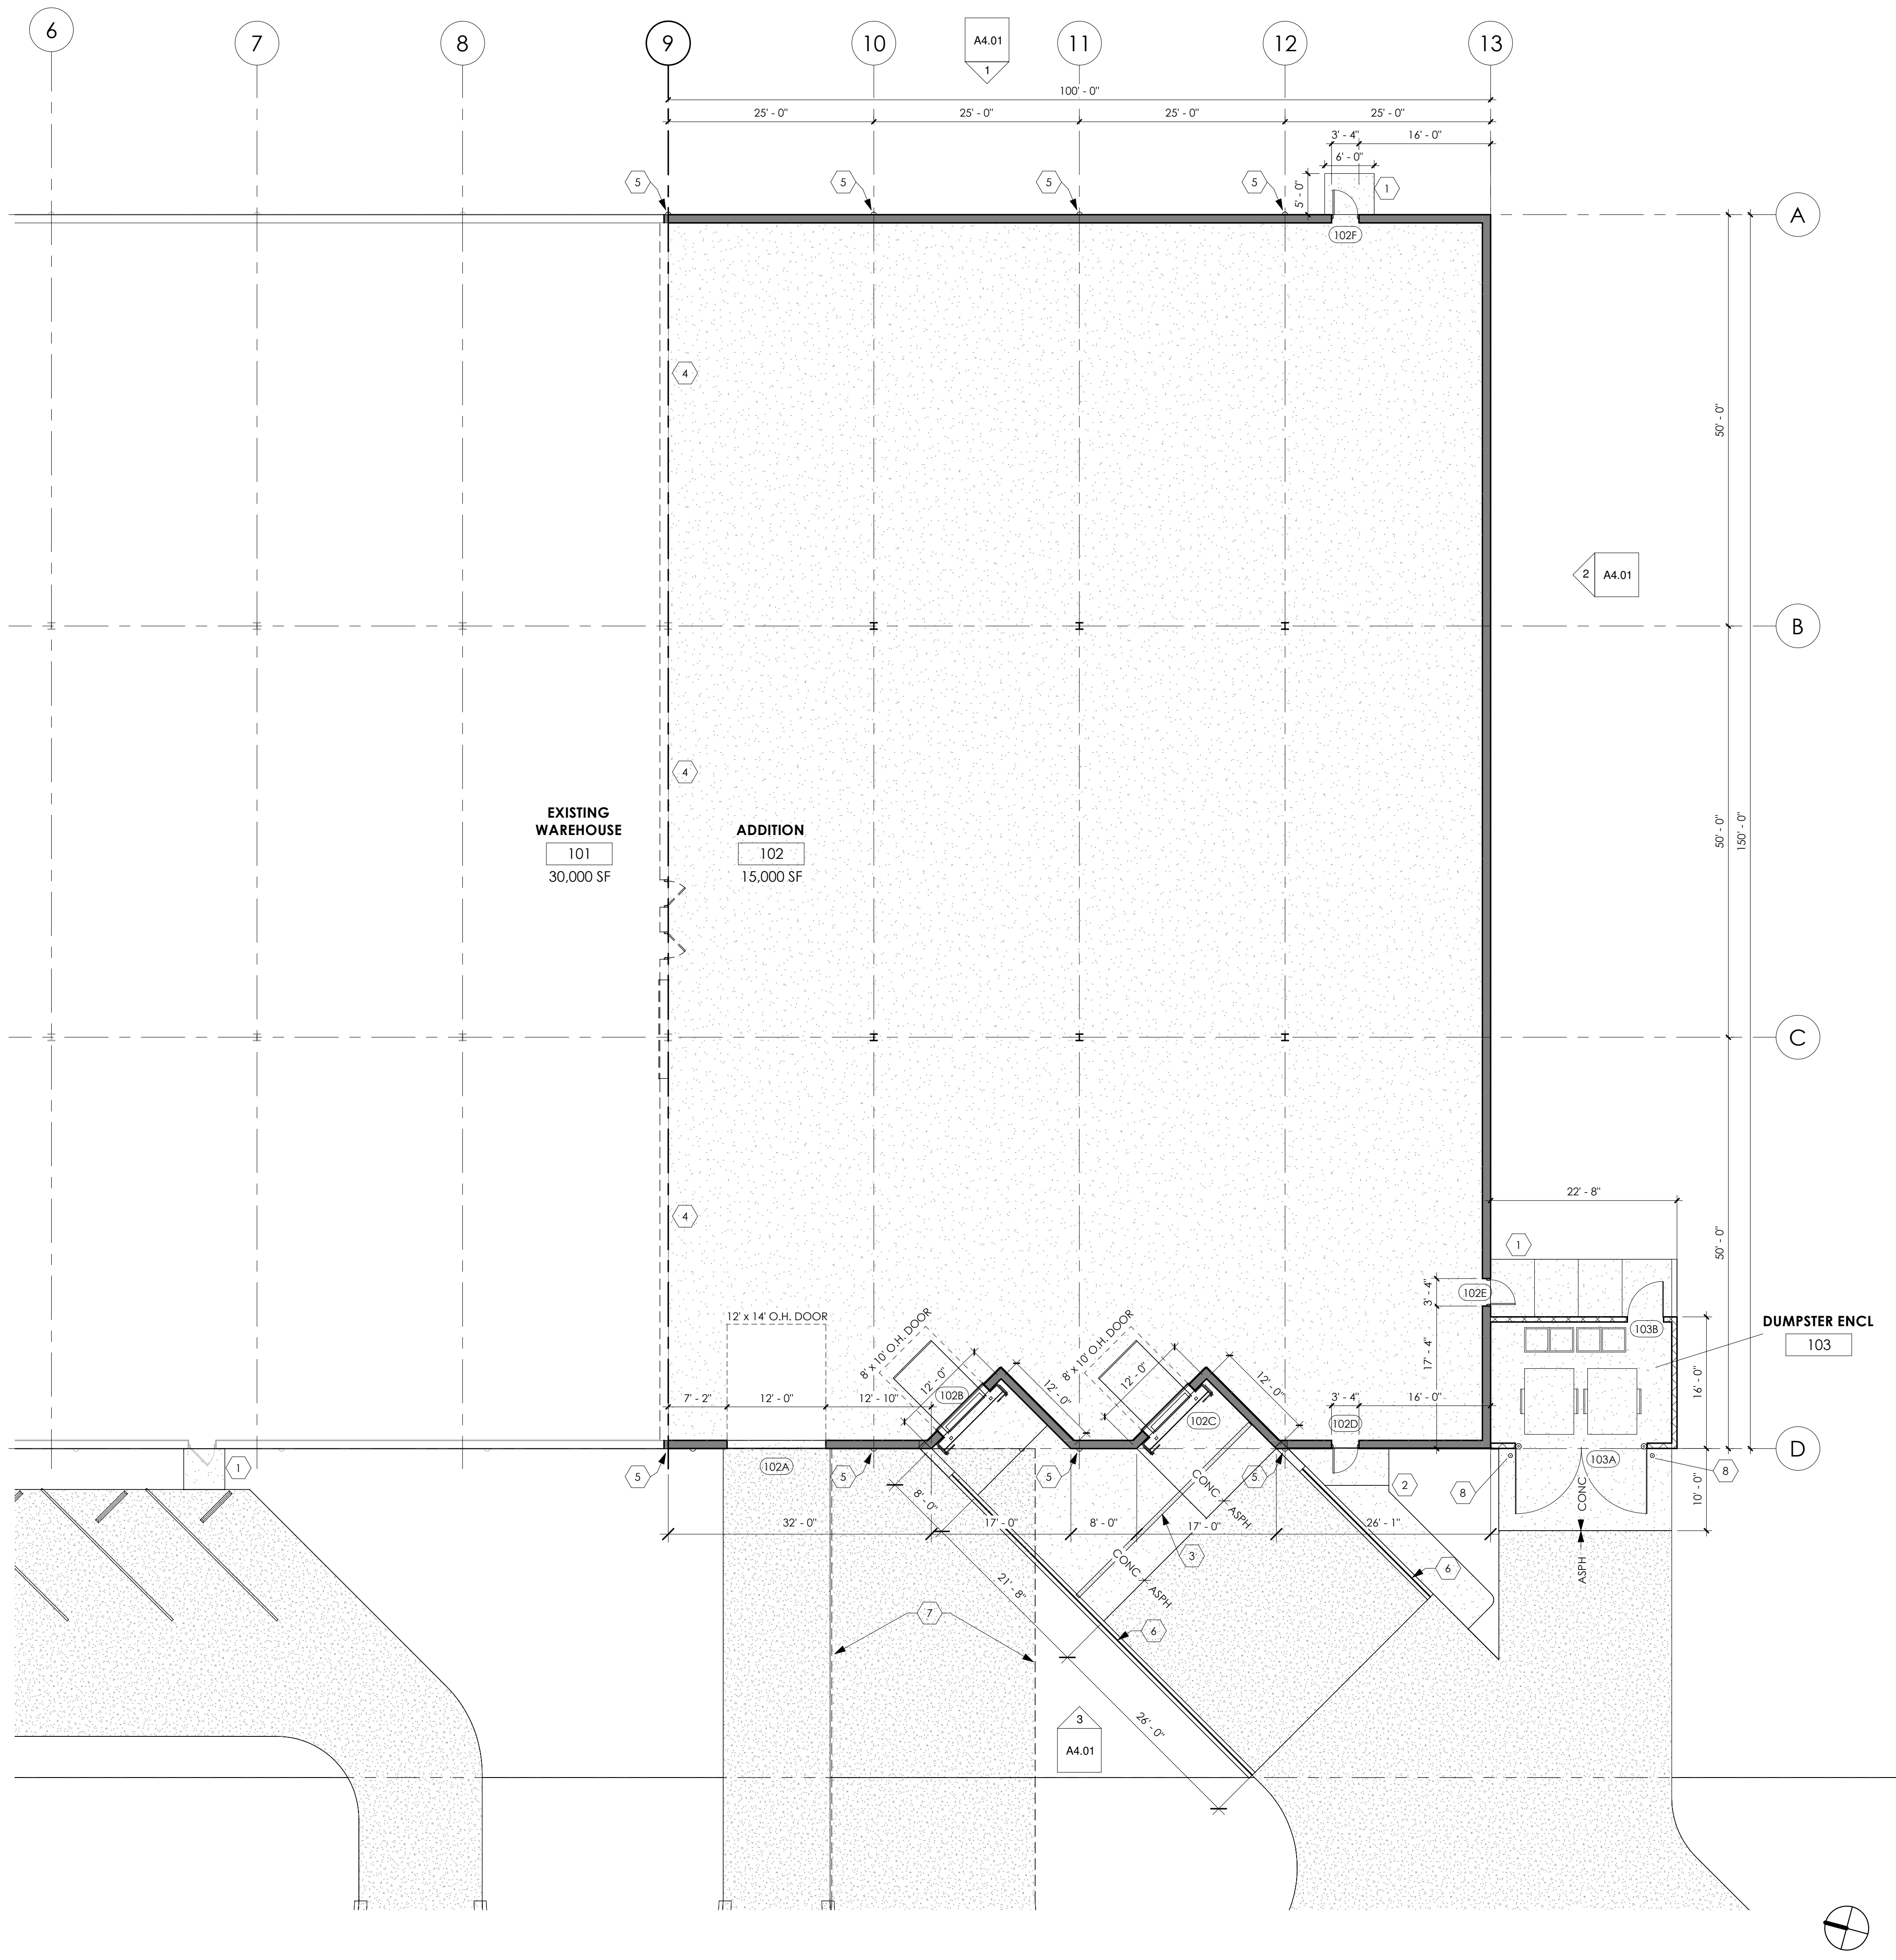 6
7
8
9
10
11
12
13
A4.01
1
100' - 0"
25' - 0"
25' - 0"
25' - 0"
25' - 0"
3' - 4"
16' - 0"
6' - 0"
5' - 0"
5
5
5
5
1
102F
A
4
50' - 0"
2
A4.01
B
4
EXISTING
WAREHOUSE
101
30,000 SF
ADDITION
102
15,000 SF
50' - 0"
150' - 0"
C
4
22' - 8"
50' - 0"
1
3' - 4"
102E
12' x 14' O.H. DOOR
8' x 10' O.H. DOOR
8' x 10' O.H. DOOR
17' - 4"
103B
DUMPSTER ENCL
103
7' - 2"
12' - 0"
12' - 10"
12' - 0"
102B
12' - 0"
12' - 0"
102C
12' - 0"
3' - 4"
16' - 0"
102D
16' - 0"
D
1
5
102A
5
5
5
2
8
103A
8
10' - 0"
8' - 0"
CONC
ASPH
CONC
32' - 0"
17' - 0"
8' - 0"
17' - 0"
26' - 1"
3
CONC
ASPH
ASPH
6
21' - 8"
7
6
26' - 0"
3
A4.01